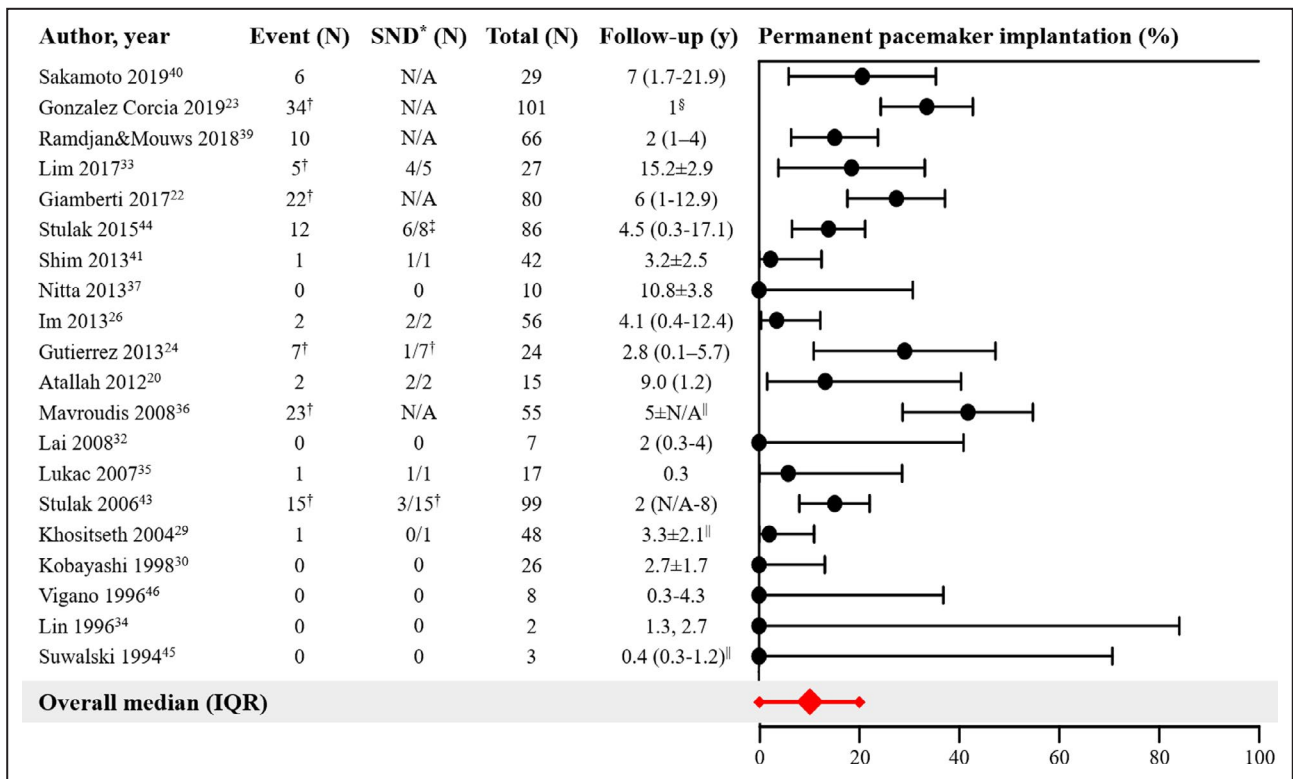 Author, year Event (N) SND* (N) Total (N) Follow-up (y) Permanent pacemaker implantation (%)
Sakamoto 2019⁴⁰ 6 N/A 29 7 (1.7-21.9)
Gonzalez Corcia 2019²³ 34† N/A 101 1§
Ramdjan&Mouws 2018³⁹ 10 N/A 66 2 (1–4)
Lim 2017³³ 5† 4/5 27 15.2±2.9
Giamberti 2017²² 22† N/A 80 6 (1-12.9)
Stulak 2015⁴⁴ 12 6/8‡ 86 4.5 (0.3-17.1)
Shim 2013⁴¹ 1 1/1 42 3.2±2.5
Nitta 2013³⁷ 0 0 10 10.8±3.8
Im 2013²⁶ 2 2/2 56 4.1 (0.4-12.4)
Gutierrez 2013²⁴ 7† 1/7† 24 2.8 (0.1–5.7)
Atallah 2012²⁰ 2 2/2 15 9.0 (1.2)
Mavroudis 2008³⁶ 23† N/A 55 5±N/A‖
Lai 2008³² 0 0 7 2 (0.3-4)
Lukac 2007³⁵ 1 1/1 17 0.3
Stulak 2006⁴³ 15† 3/15† 99 2 (N/A-8)
Khositseth 2004²⁹ 1 0/1 48 3.3±2.1‖
Kobayashi 1998³⁰ 0 0 26 2.7±1.7
Vigano 1996⁴⁶ 0 0 8 0.3-4.3
Lin 1996³⁴ 0 0 2 1.3, 2.7
Suwalski 1994⁴⁵ 0 0 3 0.4 (0.3-1.2)‖
Overall median (IQR)
0 20 40 60 80 100